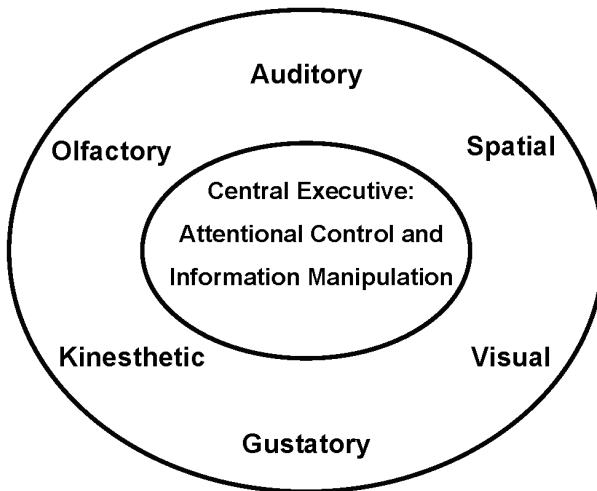 Auditory
Olfactory
Spatial
Central Executive:
Attentional Control and
Information Manipulation
Kinesthetic
Visual
Gustatory